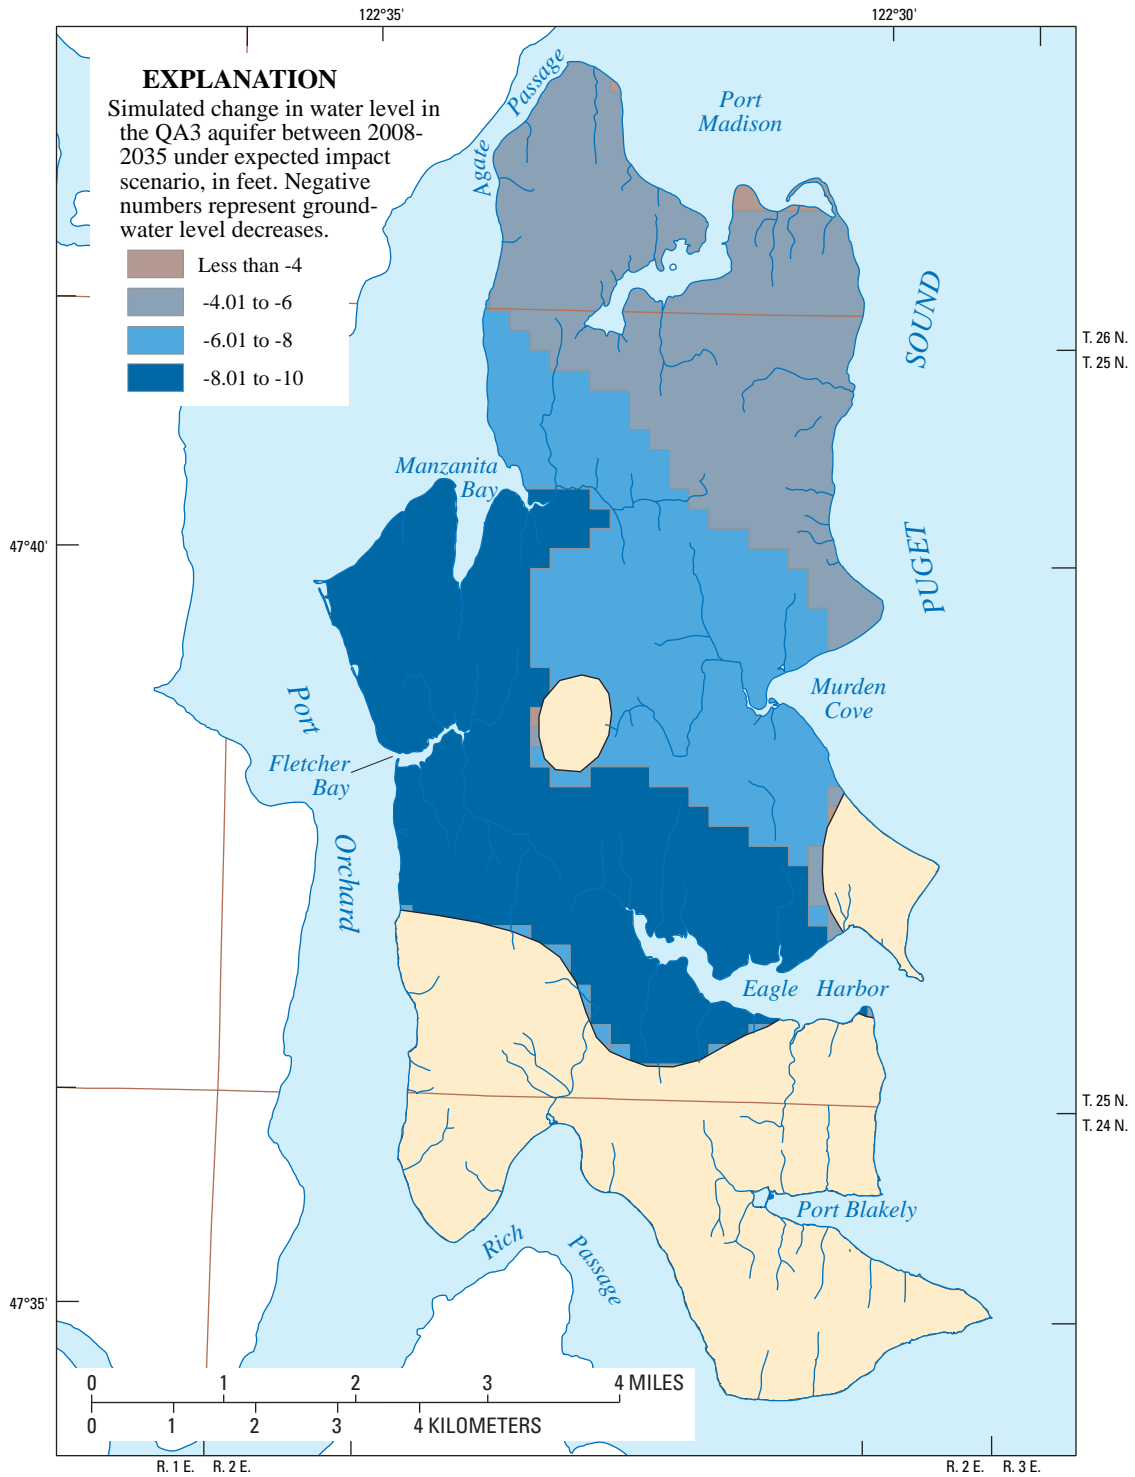 122°35'
122°30'
EXPLANATION
Simulated change in water level in
the QA3 aquifer between 2008-
2035 under expected impact
scenario, in feet. Negative
numbers represent ground-
water level decreases.
Less than -4
-4.01 to -6
-6.01 to -8
-8.01 to -10
Agate Passage
Port
Madison
PUGET SOUND
T. 26 N.
T. 25 N.
Manzanita
Bay
47°40'
Murden
Cove
Port Orchard
Fletcher
Bay
Eagle Harbor
T. 25 N.
T. 24 N.
Port Blakely
Rich Passage
47°35'
0 1 2 3 4 MILES
0 1 2 3 4 KILOMETERS
R. 1 E. R. 2 E.
R. 2 E. R. 3 E.